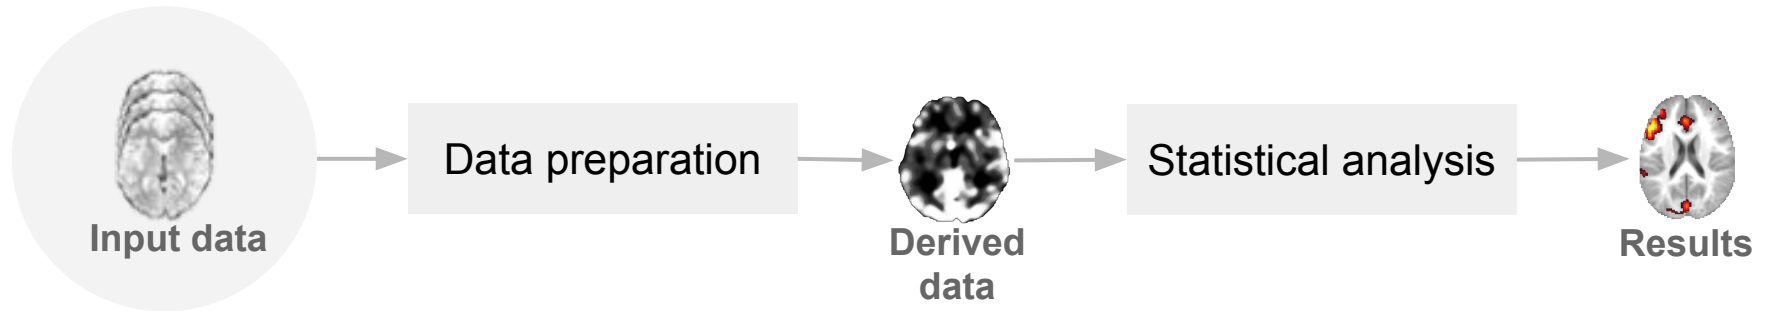 Input data
Data preparation
Derived
data
Statistical analysis
Results